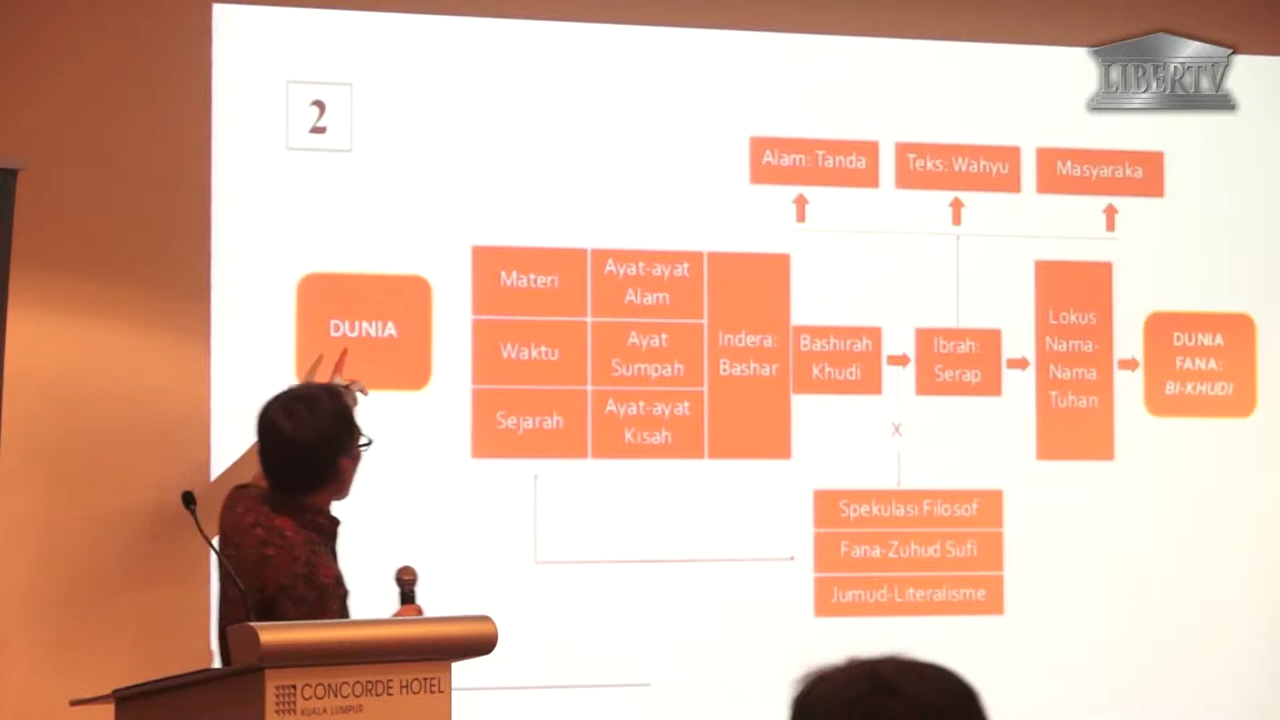 LIBERTV
2
Alam: Tanda
Teks: Wahyu
Masyaraka
DUNIA
Materi
Ayat-ayat
Alam
Waktu
Ayat
Sumpah
Sejarah
Ayat-ayat
Kisah
Indera:
Bashar
Bashirah
Khudi
Ibrah:
Serap
Lokus
Nama-
Nama
Tuhan
DUNIA
FANA:
BI-KHUDI
X
Spekulasi Filosof
Fana-Zuhud Sufi
Jumud-Literalisme
CONCORDE HOTEL
KUALA LUMPUR